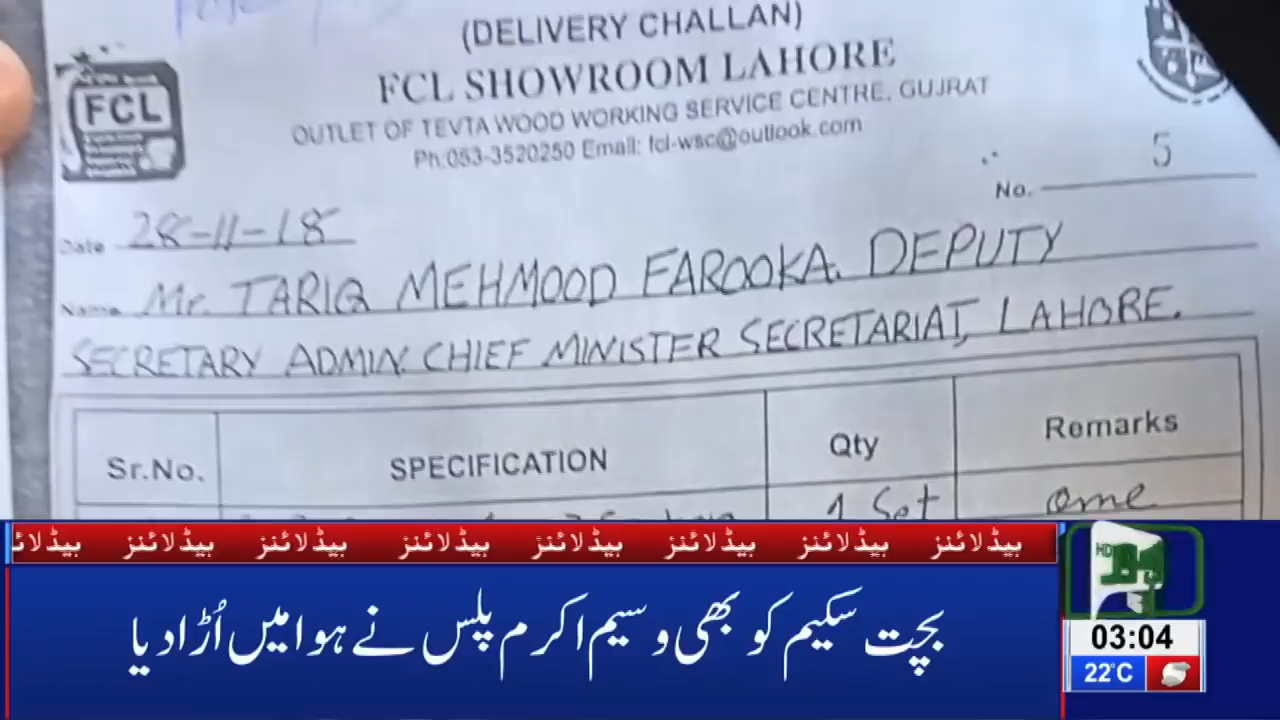 (DELIVERY CHALLAN)
FCL SHOWROOM LAHORE
OUTLET OF TEVTA WOOD WORKING SERVICE CENTRE, GUJRAT
Ph:053-3520250 Email: fcl-wsc@outlook.com
FCL
No. 5
Date 28-11-18
Name Mr. TARIQ MEHMOOD FAROOKA. DEPUTY
SECRETARY ADMIN. CHIEF MINISTER SECRETARIAT, LAHORE.
Sr.No. SPECIFICATION Qty Remarks
1 Set one
ہیڈلائنز ہیڈلائنز ہیڈلائنز ہیڈلائنز ہیڈلائنز ہیڈلائنز ہیڈلائنز ہیڈلائنز
بچت سکیم کو بھی وسیم اکرم پلس نے ہوا میں اُڑا دیا
HD
03:04
22°C